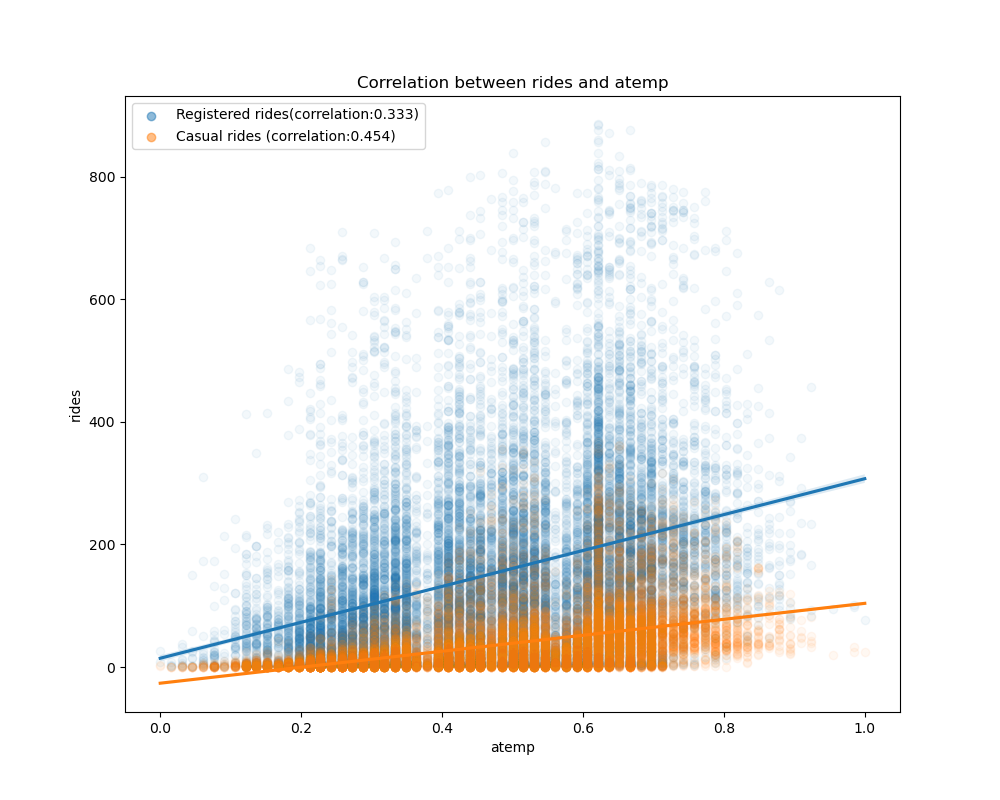 Correlation between rides and atemp
Registered rides(correlation:0.333)
Casual rides (correlation:0.454)
800
600
400
200
0
rides
0.0 0.2 0.4 0.6 0.8 1.0
atemp